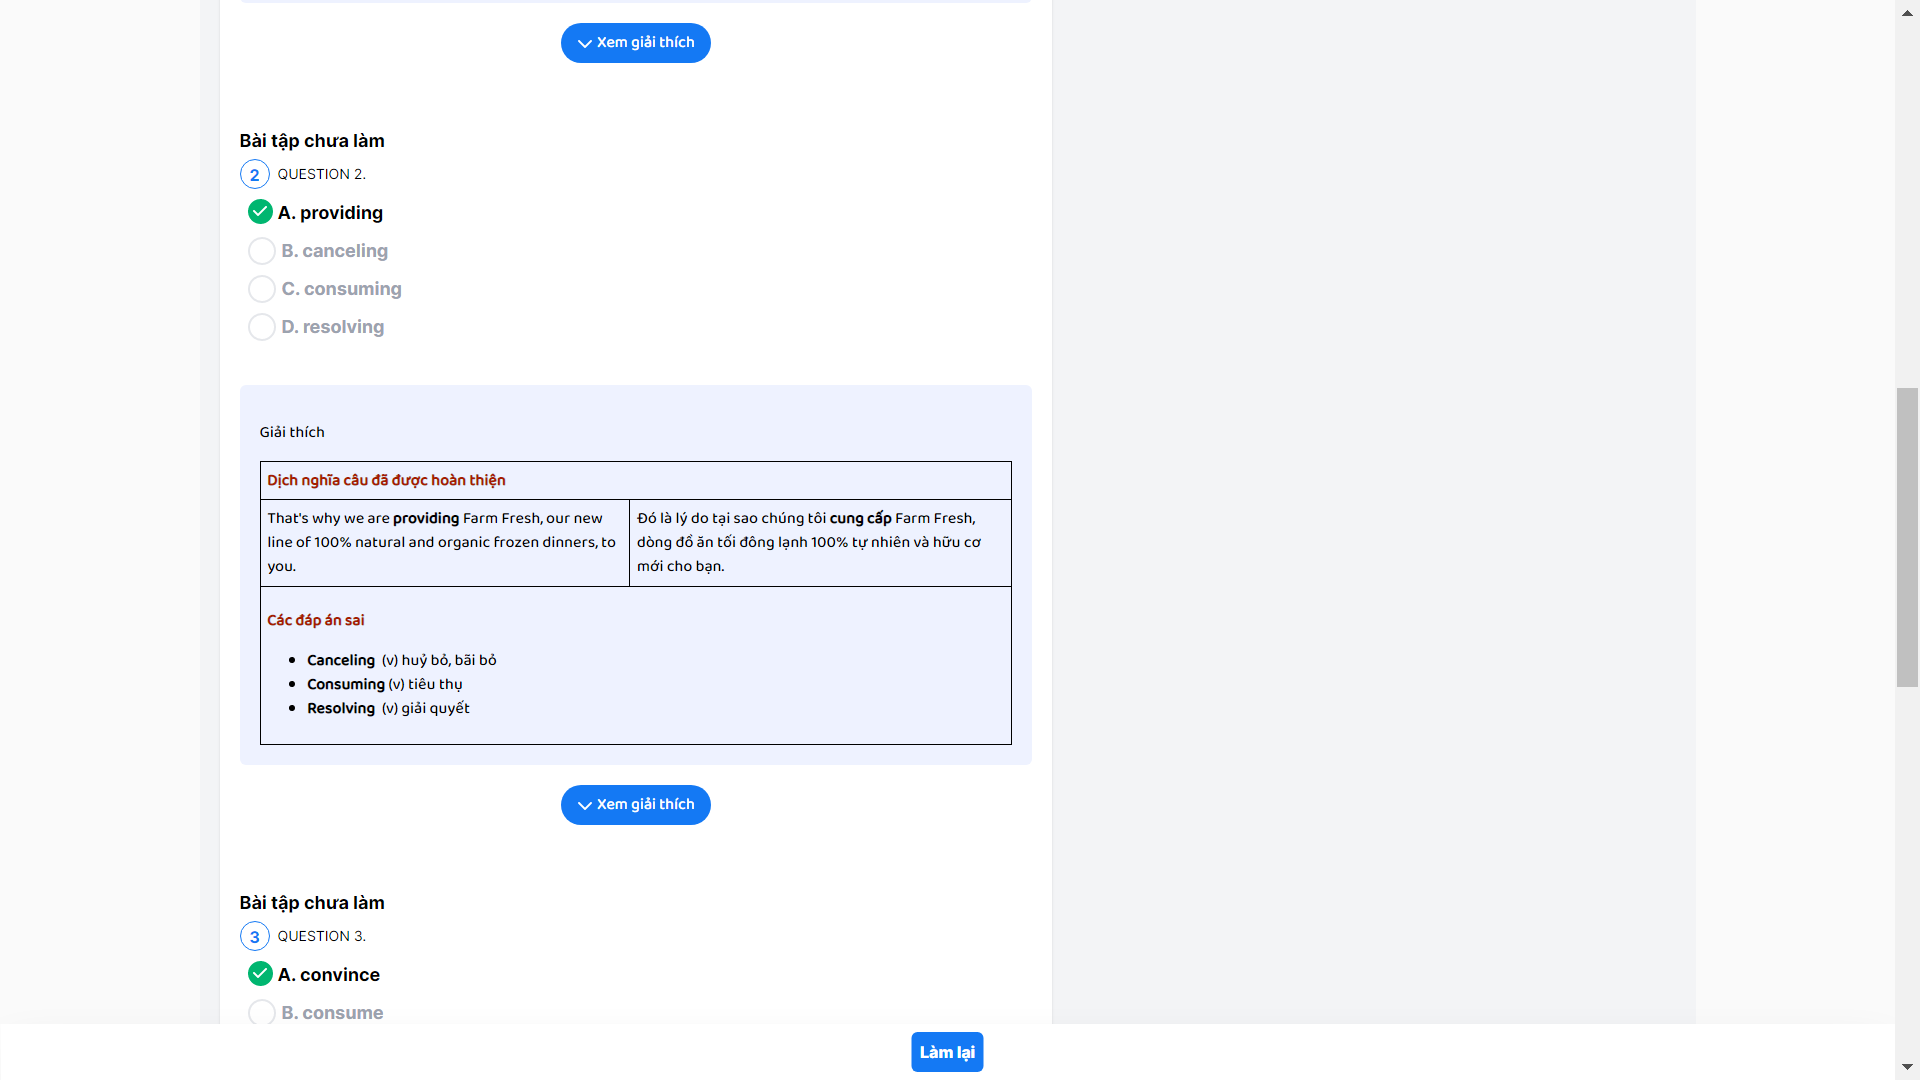 Xem giải thích
Bài tập chưa làm
2 QUESTION 2.
A. providing
B. canceling
C. consuming
D. resolving
Giải thích
Dịch nghĩa câu đã được hoàn thiện
That's why we are providing Farm Fresh, our new
line of 100% natural and organic frozen dinners, to
you.
Đó là lý do tại sao chúng tôi cung cấp Farm Fresh,
dòng đồ ăn tối đông lạnh 100% tự nhiên và hữu cơ
mới cho bạn.
Các đáp án sai
Canceling (v) huỷ bỏ, bãi bỏ
Consuming (v) tiêu thụ
Resolving (v) giải quyết
Xem giải thích
Bài tập chưa làm
3 QUESTION 3.
A. convince
B. consume
Làm lại